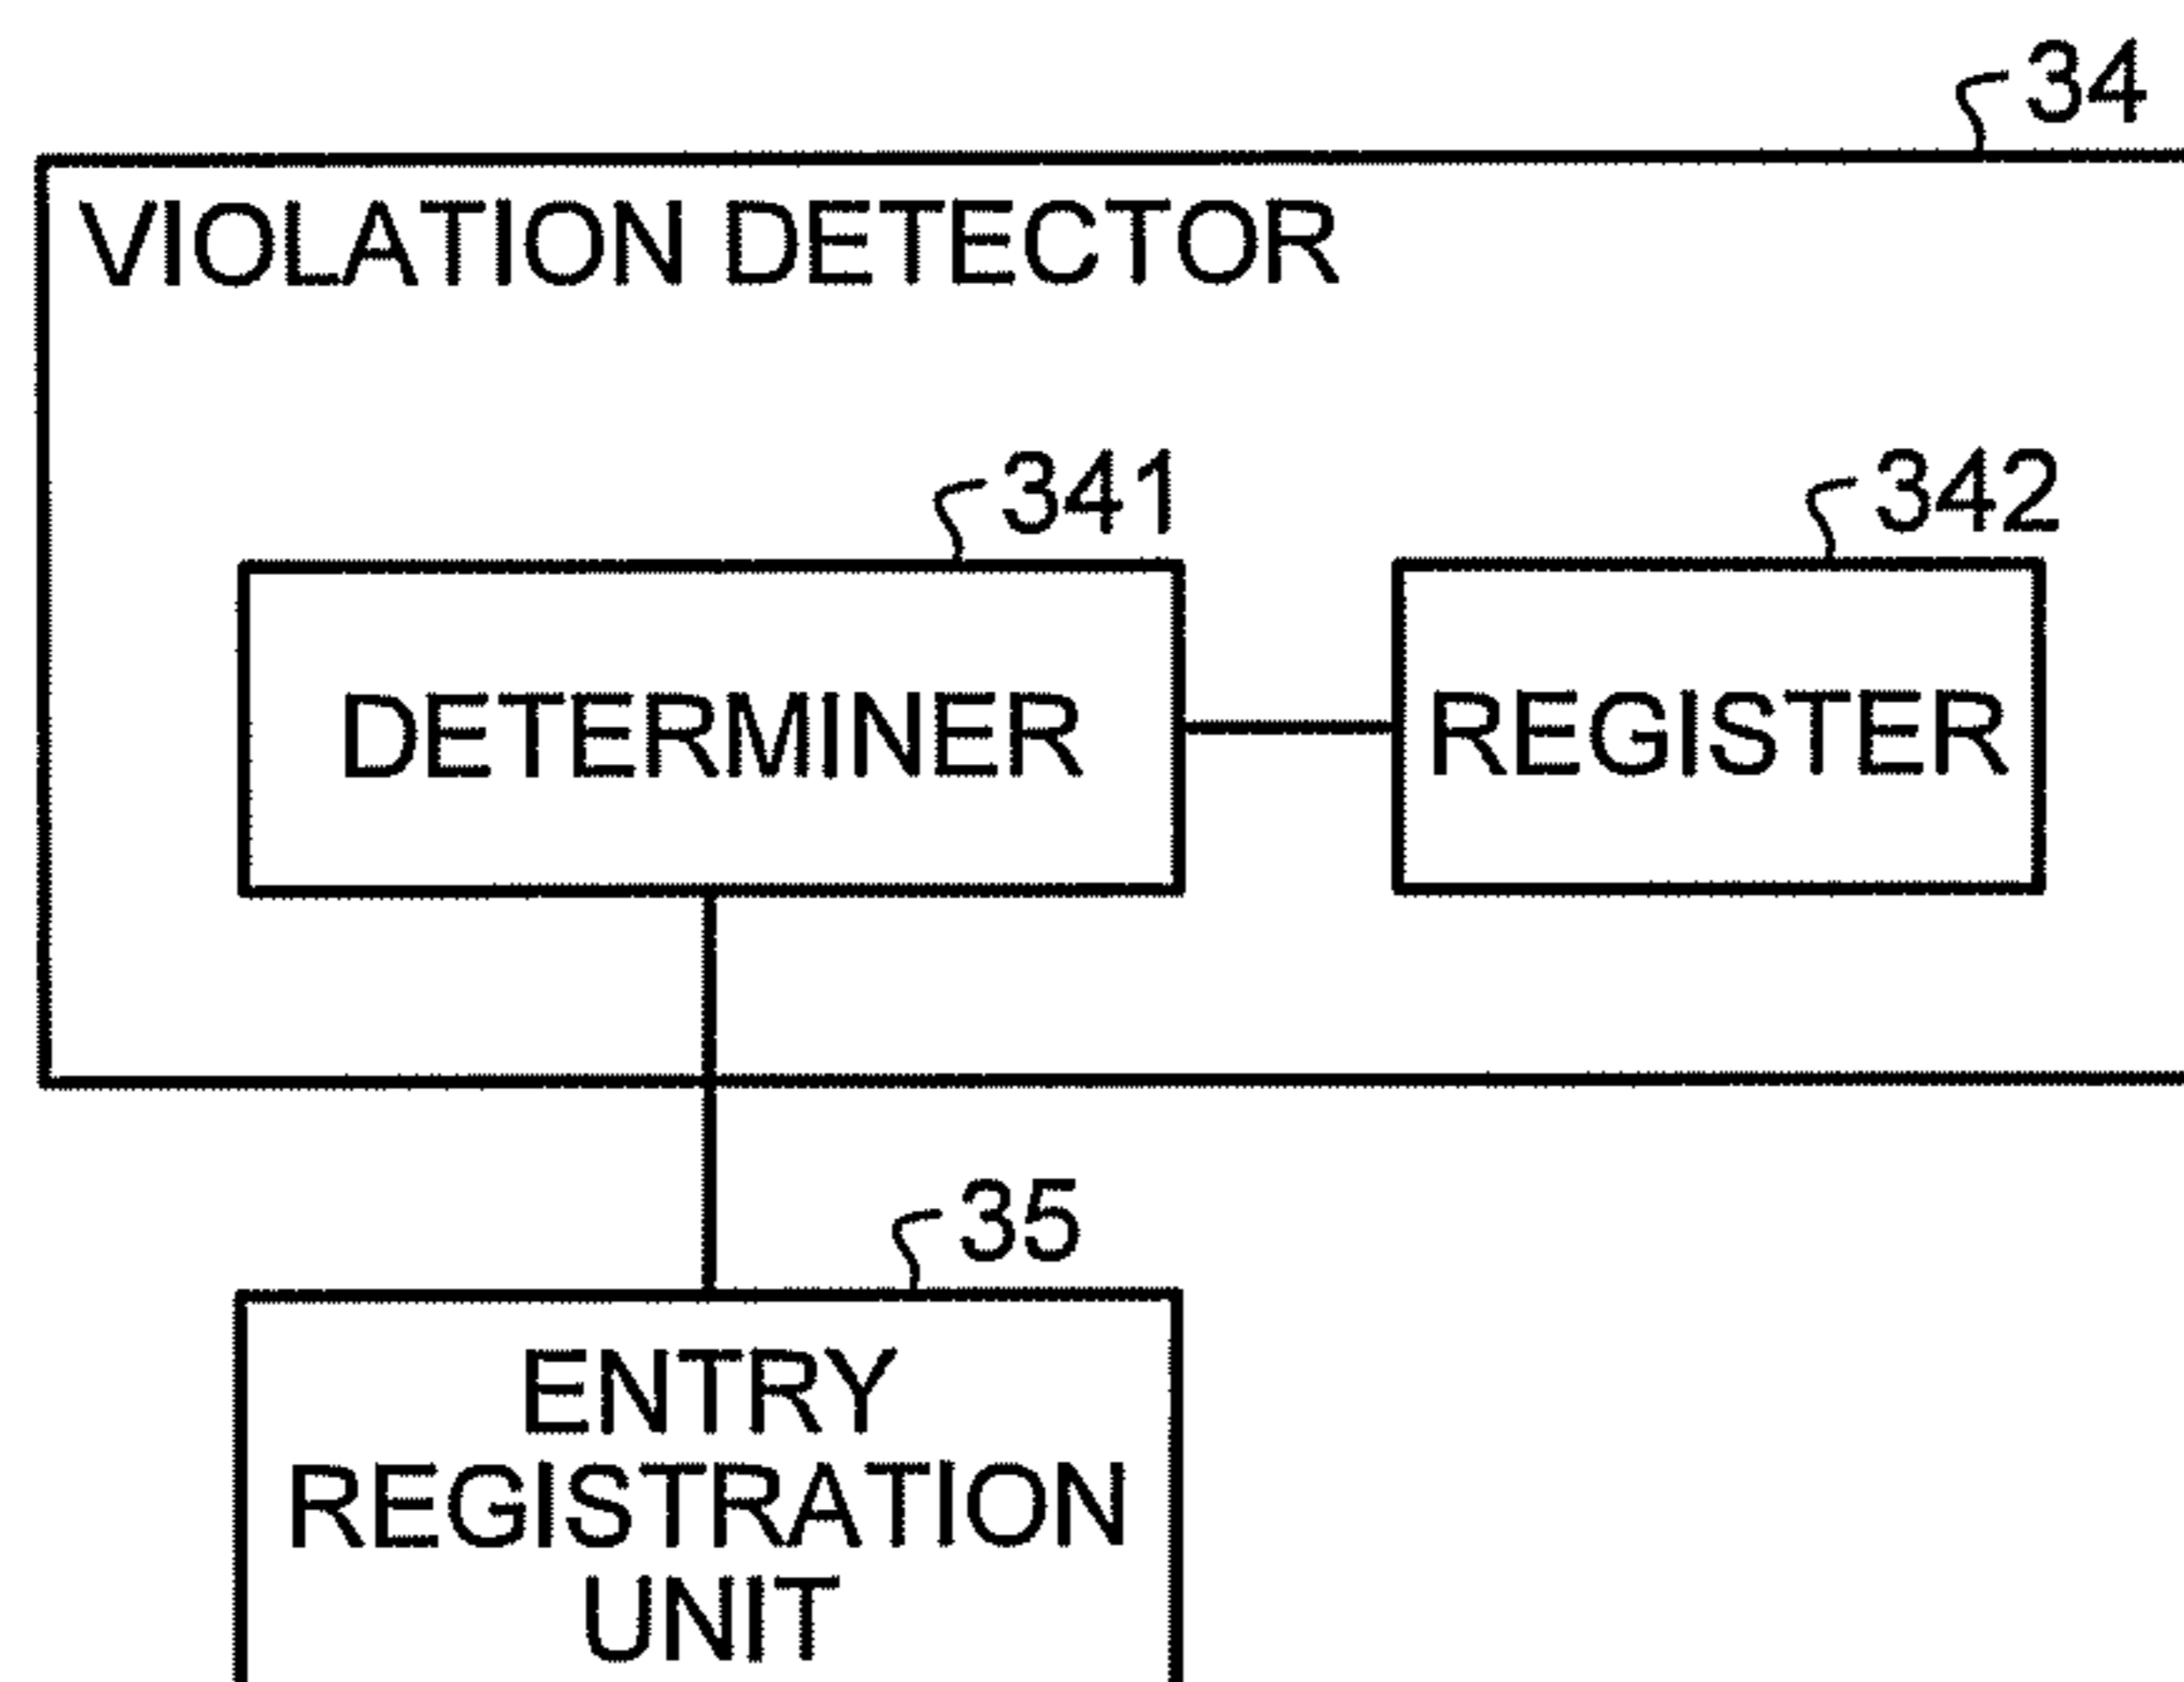 34
VIOLATION DETECTOR
341
342
DETERMINER
REGISTER
35
ENTRY
REGISTRATION
UNIT